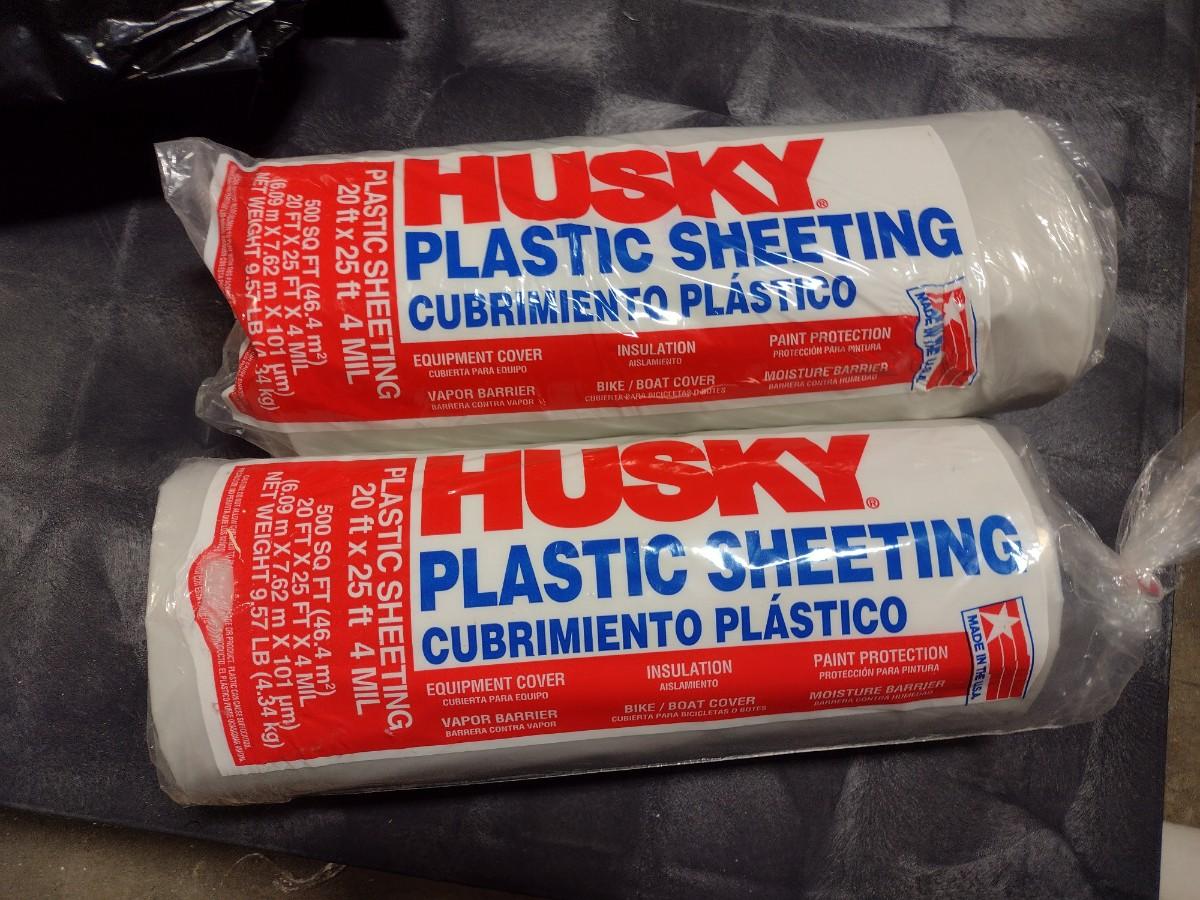 HUSKY®
PLASTIC SHEETING
CUBRIMIENTO PLÁSTICO
EQUIPMENT COVER
CUBIERTA PARA EQUIPO
INSULATION
AISLAMIENTO
PAINT PROTECTION
PROTECCIÓN PARA PINTURA
VAPOR BARRIER
BARRERA CONTRA VAPOR
BIKE / BOAT COVER
CUBIERTA PARA BICICLETAS O BOTES
MOISTURE BARRIER
BARRERA CONTRA HUMEDAD
MADE IN THE U.S.A.
PLASTIC SHEETING
20 ft x 25 ft 4 MIL
500 SQ FT (46.4 m²)
20 FT X 25 FT X 4 MIL
(6.09 m X 7.62 m X 101 µm)
NET WEIGHT 9.57 LB (4.34 kg)
HUSKY®
PLASTIC SHEETING
CUBRIMIENTO PLÁSTICO
EQUIPMENT COVER
CUBIERTA PARA EQUIPO
INSULATION
AISLAMIENTO
PAINT PROTECTION
PROTECCIÓN PARA PINTURA
VAPOR BARRIER
BARRERA CONTRA VAPOR
BIKE / BOAT COVER
CUBIERTA PARA BICICLETAS O BOTES
MOISTURE BARRIER
BARRERA CONTRA HUMEDAD
MADE IN THE U.S.A.
PLASTIC SHEETING
20 ft x 25 ft 4 MIL
500 SQ FT (46.4 m²)
20 FT X 25 FT X 4 MIL
(6.09 m X 7.62 m X 101 µm)
NET WEIGHT 9.57 LB (4.34 kg)